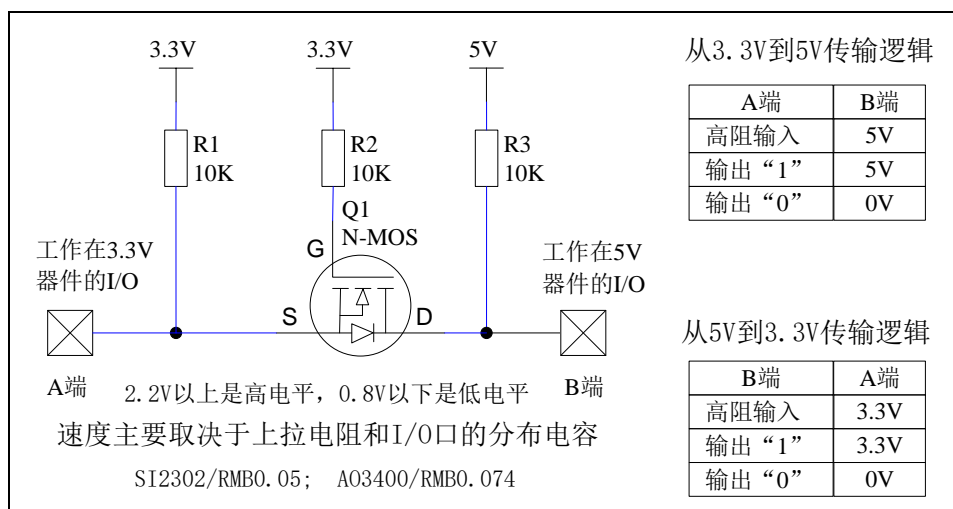 3.3V
3.3V
5V
R1
10K
R2
10K
R3
10K
Q1
N-MOS
G
S
D
工作在3.3V
器件的I/O
工作在5V
器件的I/O
A端
B端
2.2V以上是高电平，0.8V以下是低电平
速度主要取决于上拉电阻和I/O口的分布电容
SI2302/RMB0.05; AO3400/RMB0.074
从3.3V到5V传输逻辑
A端 B端
高阻输入 5V
输出“1” 5V
输出“0” 0V
从5V到3.3V传输逻辑
B端 A端
高阻输入 3.3V
输出“1” 3.3V
输出“0” 0V